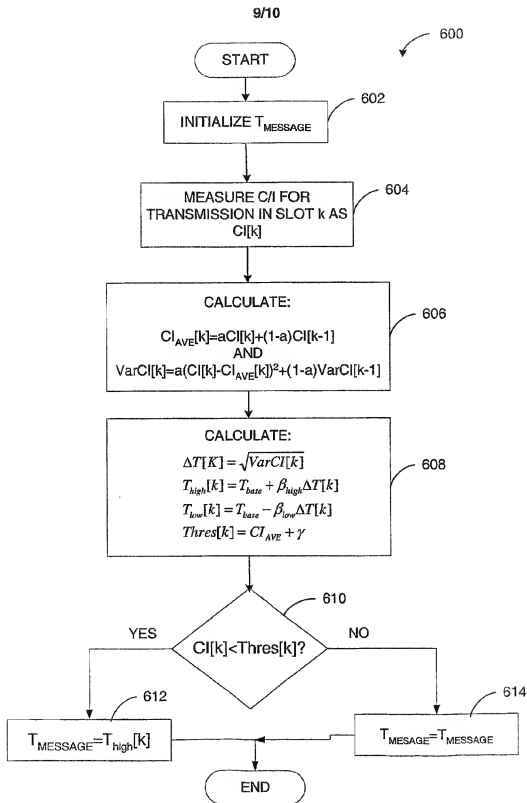 9/10
600
START
602
INITIALIZE T_MESSAGE
604
MEASURE C/I FOR
TRANSMISSION IN SLOT k AS
CI[k]
606
CALCULATE:
CI_AVE[k]=aCI[k]+(1-a)CI[k-1]
AND
VarCI[k]=a(CI[k]-CI_AVE[k])²+(1-a)VarCI[k-1]
608
CALCULATE:
ΔT[K] = √VarCI[k]
T_high[k] = T_base + β_high ΔT[k]
T_low[k] = T_base − β_low ΔT[k]
Thres[k] = CI_AVE + γ
610
YES
CI[k]<Thres[k]?
NO
612
T_MESSAGE=T_high[k]
614
T_MESAGE=T_MESSAGE
END